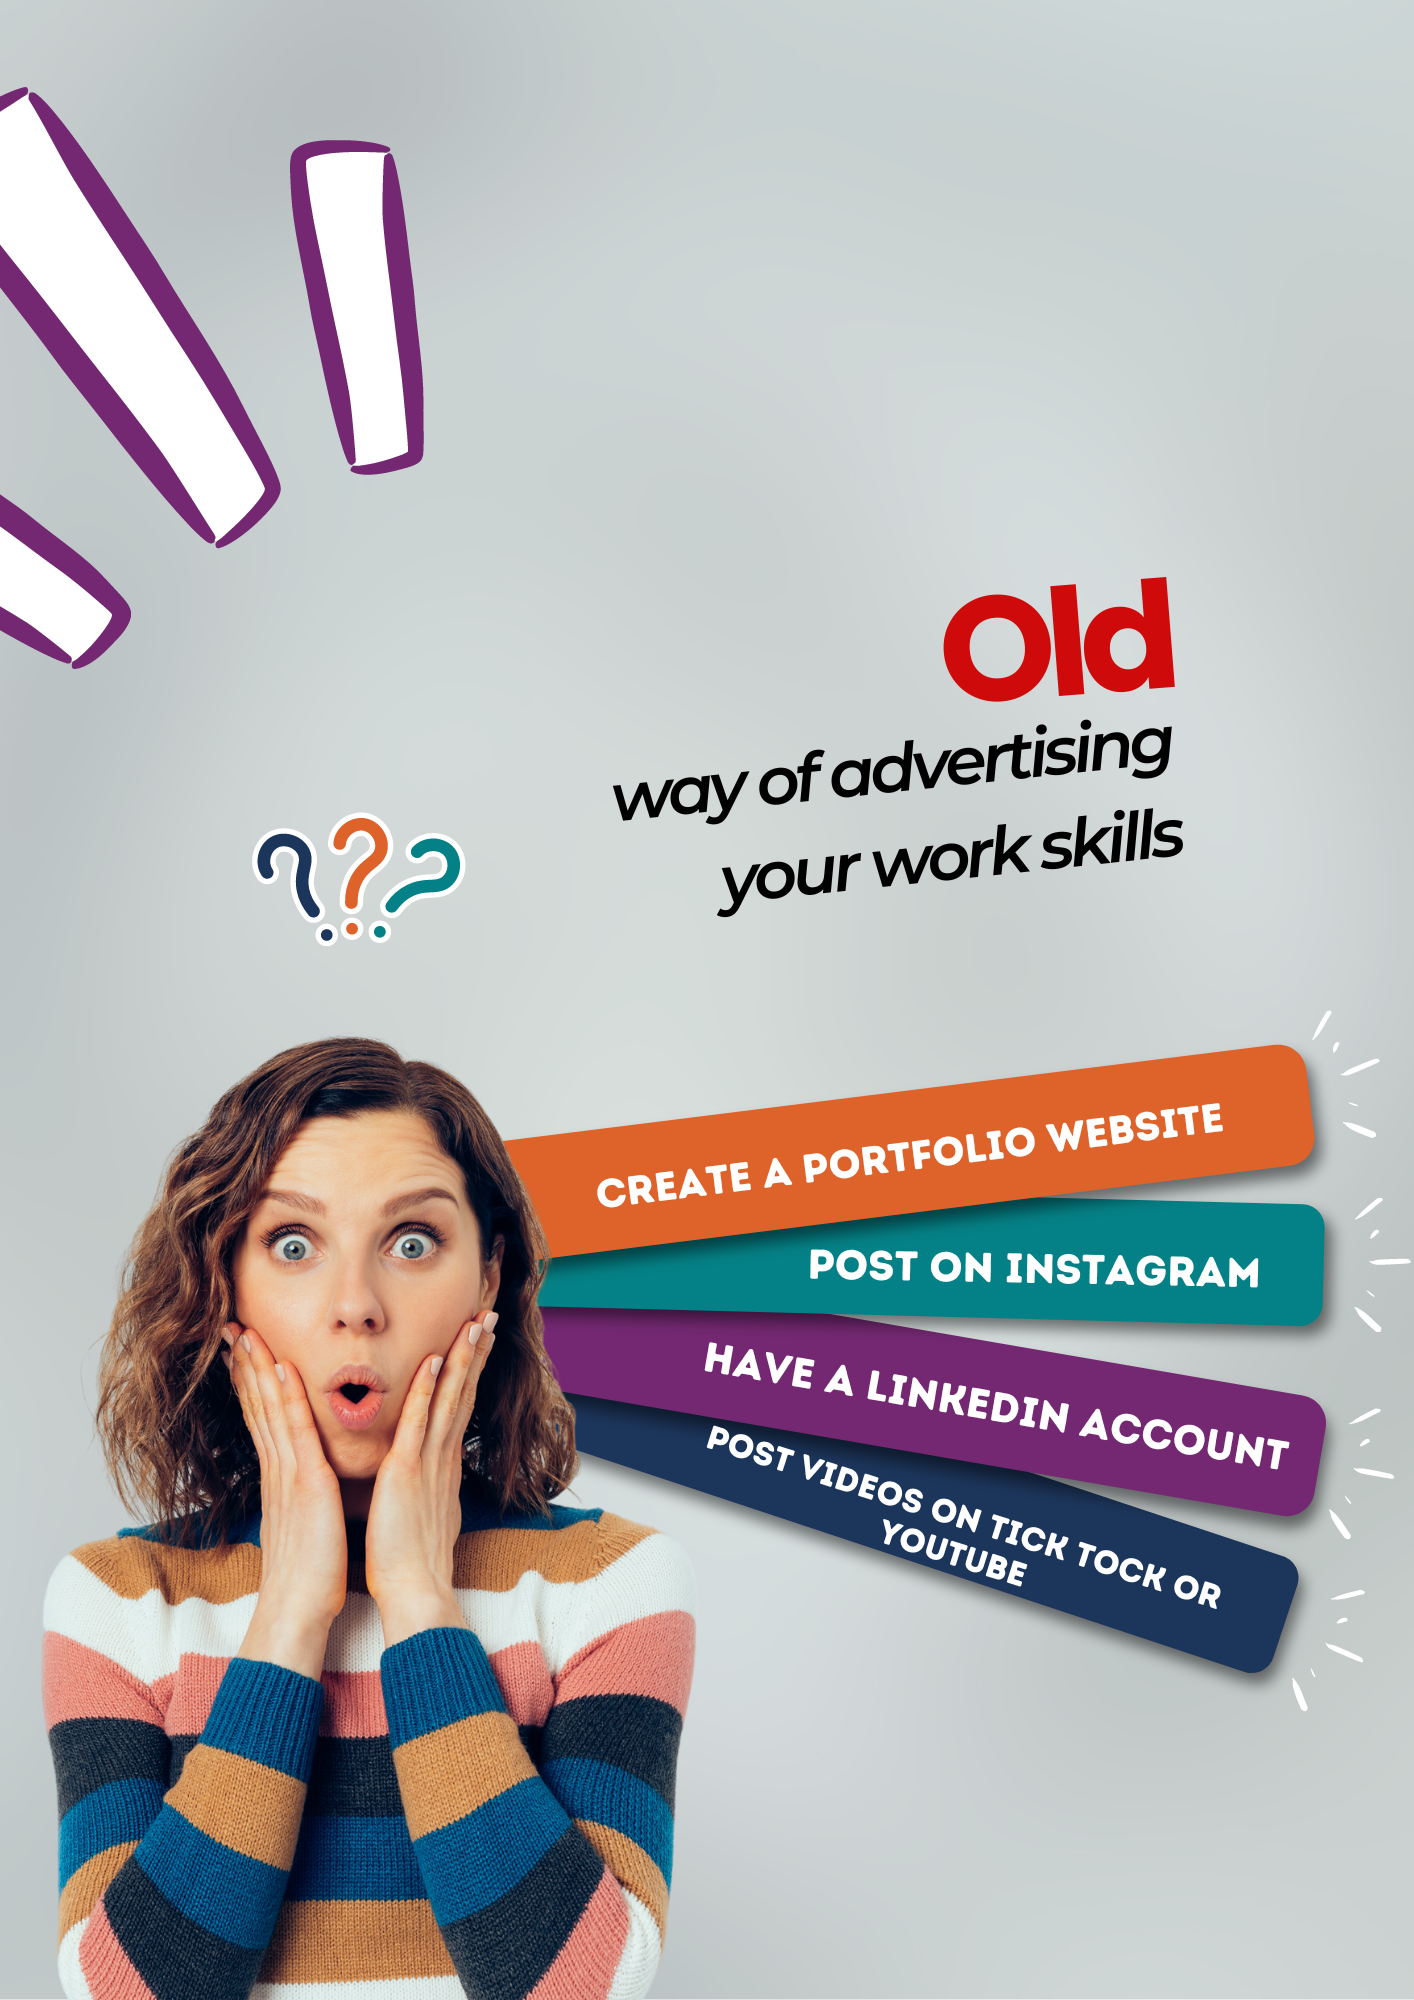 Old
way of advertising
your work skills
???
CREATE A PORTFOLIO WEBSITE
POST ON INSTAGRAM
HAVE A LINKEDIN ACCOUNT
POST VIDEOS ON TICK TOCK OR
YOUTUBE